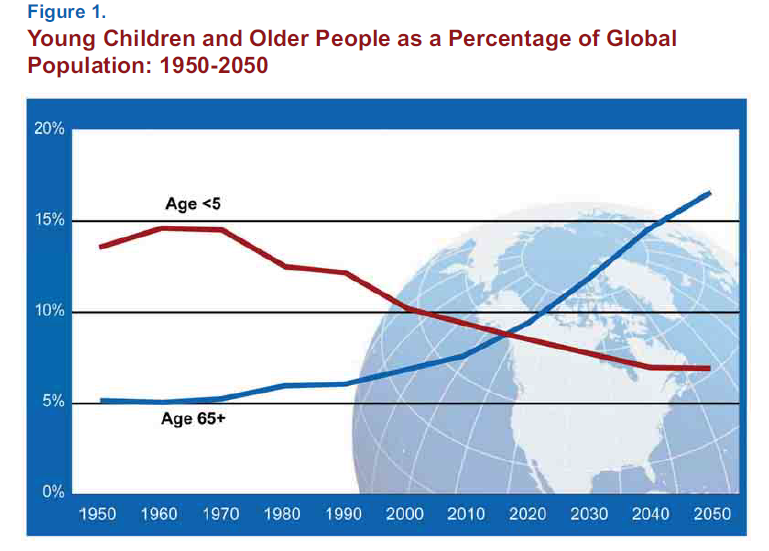 Figure 1.
Young Children and Older People as a Percentage of Global
Population: 1950-2050
20%
Age <5
15%
10%
5%
Age 65+
0%
1950 1960 1970 1980 1990 2000 2010 2020 2030 2040 2050